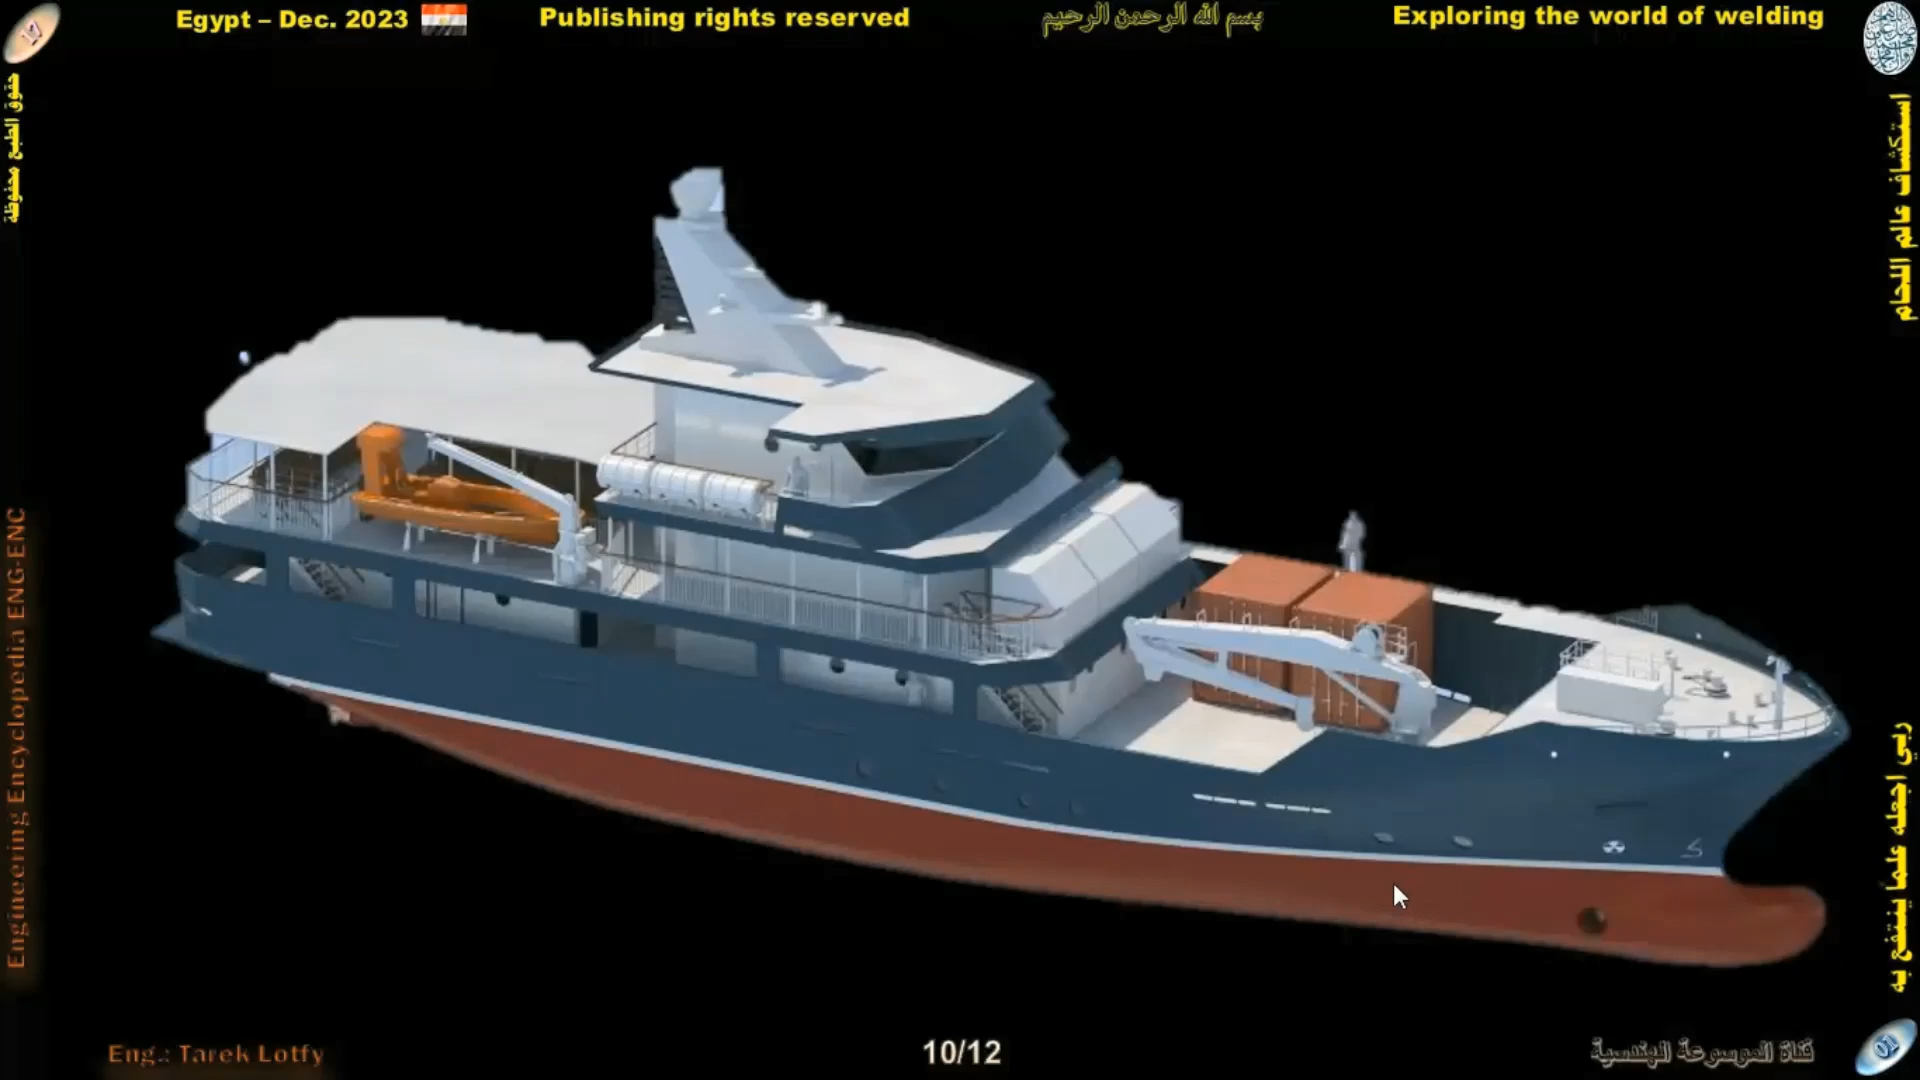 Egypt – Dec. 2023
Publishing rights reserved
بسم الله الرحمن الرحيم
Exploring the world of welding
17
حقوق الطبع محفوظة
استكشاف عالم اللحام
Engineering Encyclopedia ENG-ENC
ربي اجعله علما ينتفع به
Eng.: Tarek Lotfy
10/12
قناة الموسوعة الهندسية
01